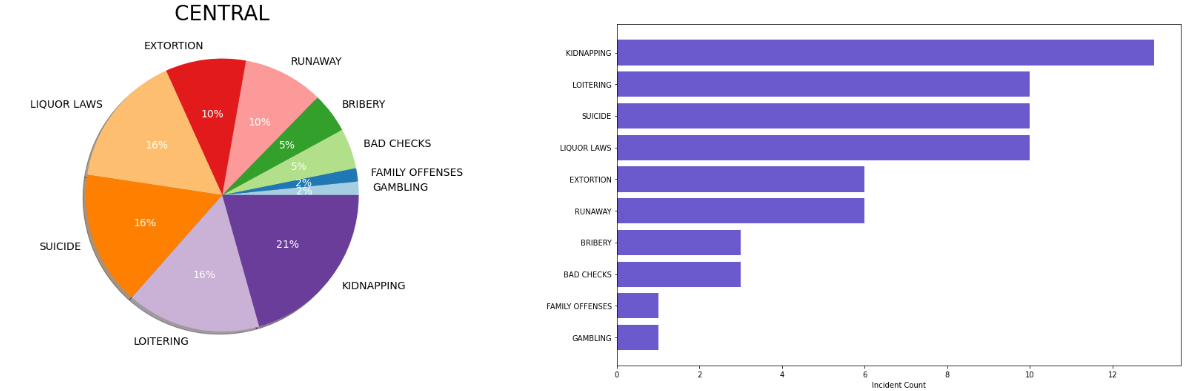 CENTRAL
EXTORTION
RUNAWAY
LIQUOR LAWS
BRIBERY
BAD CHECKS
FAMILY OFFENSES
GAMBLING
SUICIDE
KIDNAPPING
LOITERING
10%
10%
16%
5%
5%
2%
2%
16%
21%
16%
KIDNAPPING
LOITERING
SUICIDE
LIQUOR LAWS
EXTORTION
RUNAWAY
BRIBERY
BAD CHECKS
FAMILY OFFENSES
GAMBLING
0 2 4 6 8 10 12
Incident Count